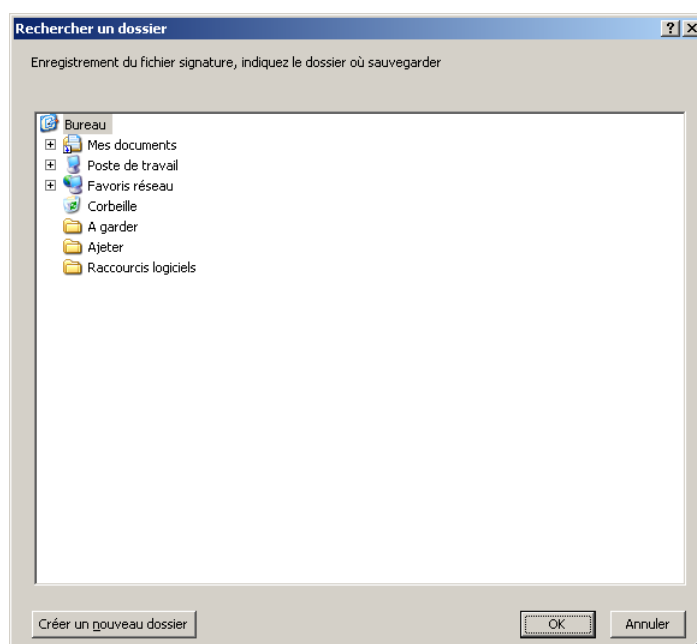 Rechercher un dossier
Enregistrement du fichier signature, indiquez le dossier où sauvegarder
Bureau
Mes documents
Poste de travail
Favoris réseau
Corbeille
A garder
Ajeter
Raccourcis logiciels
Créer un nouveau dossier
OK
Annuler